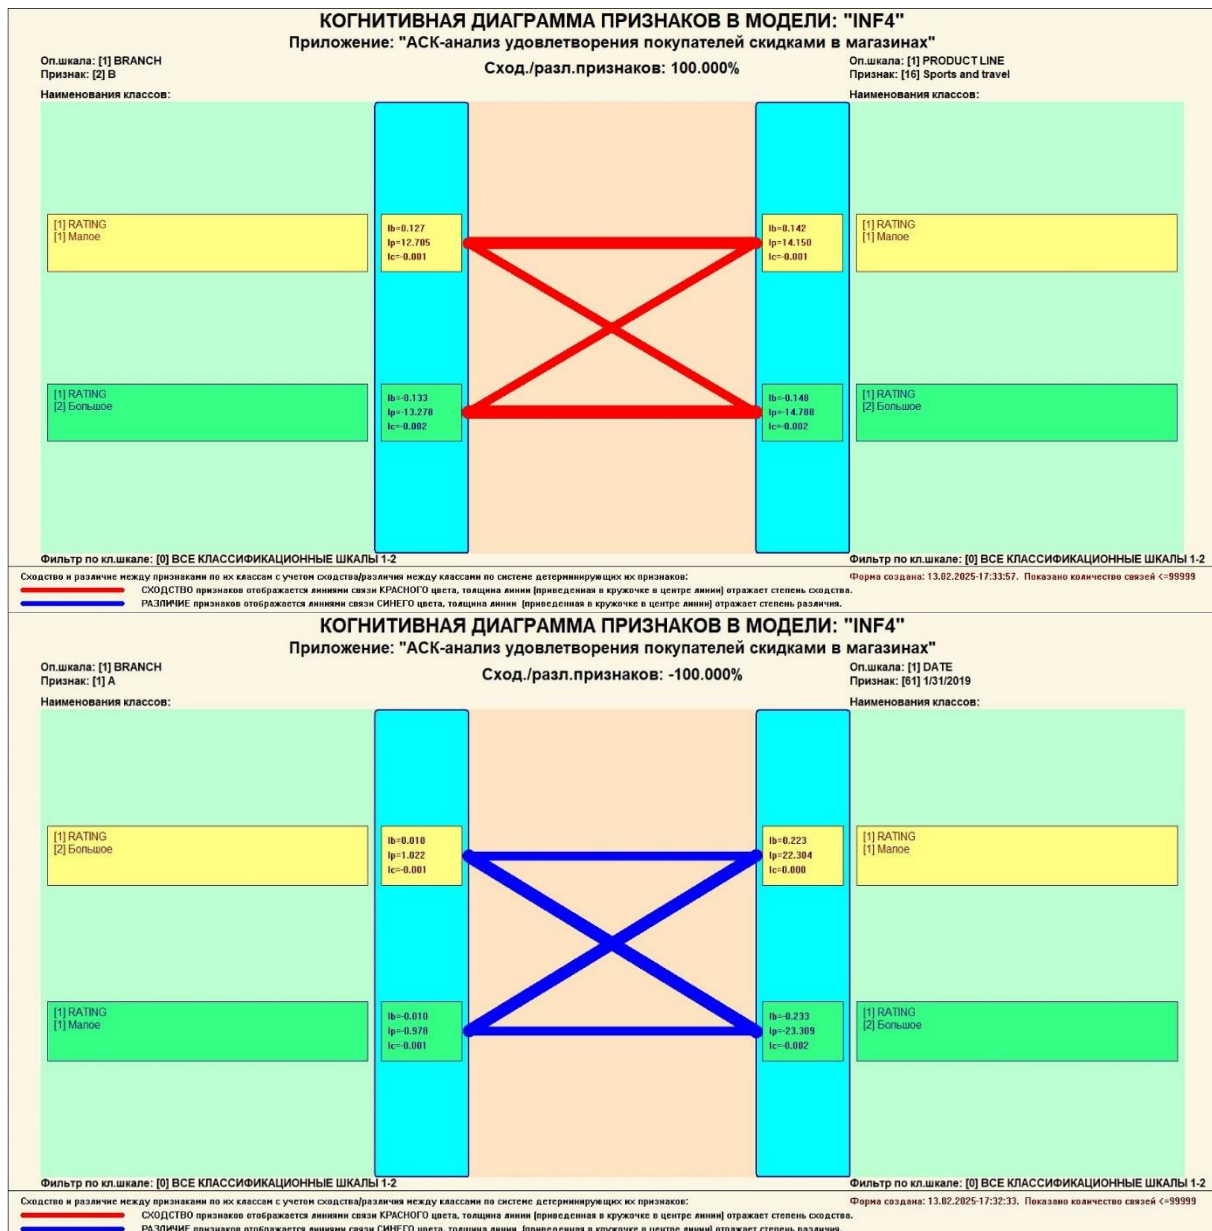 КОГНИТИВНАЯ ДИАГРАММА ПРИЗНАКОВ В МОДЕЛИ: "INF4"
Приложение: "АСК-анализ удовлетворения покупателей скидками в магазинах"
Оп.шкала: [1] BRANCH
Признак: [2] B
Сход./разл.признаков: 100.000%
Оп.шкала: [1] PRODUCT LINE
Признак: [16] Sports and travel
Наименования классов:
Наименования классов:
[1] RATING
[1] Малое
Ib=0.127
Ip=12.705
Ic=-0.001
Ib=0.142
Ip=14.150
Ic=-0.001
[1] RATING
[1] Малое
[1] RATING
[2] Большое
Ib=-0.133
Ip=-13.278
Ic=-0.002
Ib=-0.148
Ip=-14.788
Ic=-0.002
[1] RATING
[2] Большое
Фильтр по кл.шкале: [0] ВСЕ КЛАССИФИКАЦИОННЫЕ ШКАЛЫ 1-2
Фильтр по кл.шкале: [0] ВСЕ КЛАССИФИКАЦИОННЫЕ ШКАЛЫ 1-2
Сходство и различие между признаками по их классам с учетом сходства/различия между классами по системе детерминирующих их признаков:
Форма создана: 13.02.2025-17:33:57. Показано количество связей <=99999
СХОДСТВО признаков отображается линиями связи КРАСНОГО цвета, толщина линии (приведенная в кружочке в центре линии) отражает степень сходства.
РАЗЛИЧИЕ признаков отображается линиями связи СИНЕГО цвета, толщина линии (приведенная в кружочке в центре линии) отражает степень различия.
КОГНИТИВНАЯ ДИАГРАММА ПРИЗНАКОВ В МОДЕЛИ: "INF4"
Приложение: "АСК-анализ удовлетворения покупателей скидками в магазинах"
Оп.шкала: [1] BRANCH
Признак: [1] A
Сход./разл.признаков: -100.000%
Оп.шкала: [1] DATE
Признак: [61] 1/31/2019
Наименования классов:
Наименования классов:
[1] RATING
[2] Большое
Ib=0.010
Ip=1.022
Ic=-0.001
Ib=0.223
Ip=22.304
Ic=0.000
[1] RATING
[1] Малое
[1] RATING
[1] Малое
Ib=-0.010
Ip=-0.978
Ic=-0.001
Ib=-0.233
Ip=-23.309
Ic=-0.002
[1] RATING
[2] Большое
Фильтр по кл.шкале: [0] ВСЕ КЛАССИФИКАЦИОННЫЕ ШКАЛЫ 1-2
Фильтр по кл.шкале: [0] ВСЕ КЛАССИФИКАЦИОННЫЕ ШКАЛЫ 1-2
Сходство и различие между признаками по их классам с учетом сходства/различия между классами по системе детерминирующих их признаков:
Форма создана: 13.02.2025-17:32:33. Показано количество связей <=99999
СХОДСТВО признаков отображается линиями связи КРАСНОГО цвета, толщина линии (приведенная в кружочке в центре линии) отражает степень сходства.
РАЗЛИЧИЕ признаков отображается линиями связи СИНЕГО цвета, толщина линии (приведенная в кружочке в центре линии) отражает степень различия.